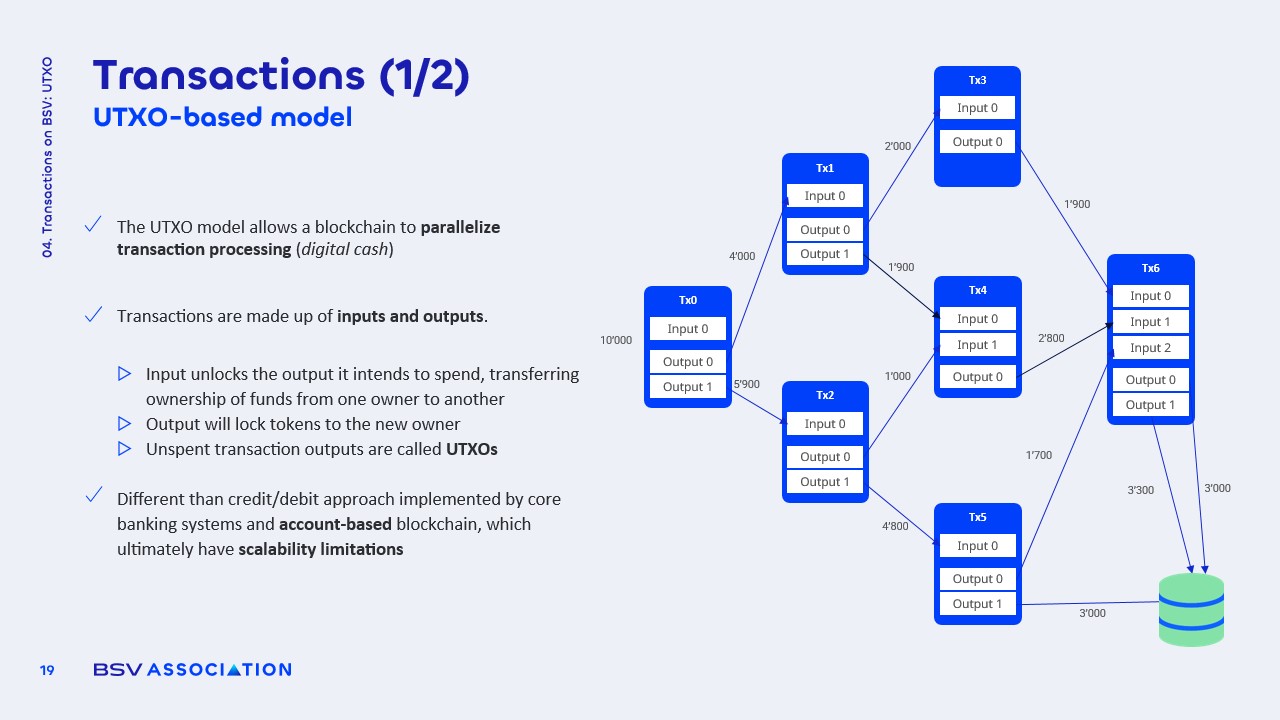 04. Transactions on BSV: UTXO
Transactions (1/2)
UTXO-based model
The UTXO model allows a blockchain to parallelize
transaction processing (digital cash)
Transactions are made up of inputs and outputs.
Input unlocks the output it intends to spend, transferring
ownership of funds from one owner to another
Output will lock tokens to the new owner
Unspent transaction outputs are called UTXOs
Different than credit/debit approach implemented by core
banking systems and account-based blockchain, which
ultimately have scalability limitations
10'000
Tx0
Input 0
Output 0
Output 1
4'000
5'900
Tx1
Input 0
Output 0
Output 1
2'000
1'900
Tx2
Input 0
Output 0
Output 1
1'000
4'800
Tx3
Input 0
Output 0
1'900
Tx4
Input 0
Input 1
Output 0
2'800
Tx5
Input 0
Output 0
Output 1
1'700
3'000
Tx6
Input 0
Input 1
Input 2
Output 0
Output 1
3'300
3'000
19
BSV ASSOCIATION